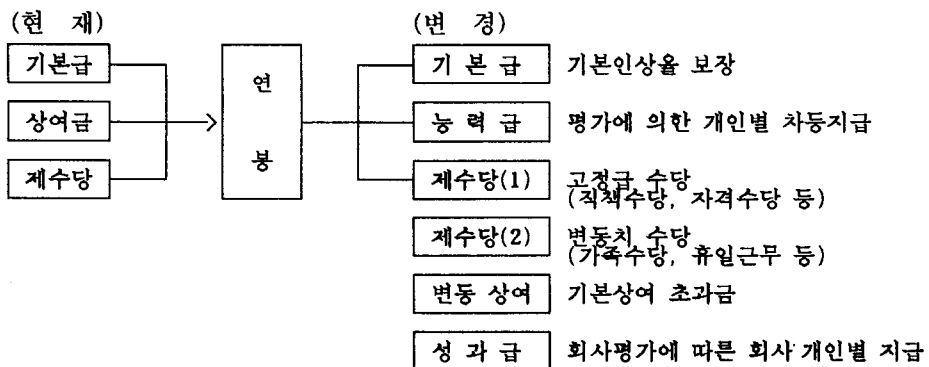 (현 재) (변 경)
기본급 기 본 급 기본인상율 보장
연
상여금 능 력 급 평가에 의한 개인별 차등지급
봉
제수당 제수당(1) 고정급 수당
(직책수당, 자격수당 등)
제수당(2) 변동치 수당
(가족수당, 휴일근무 등)
변동 상여 기본상여 초과금
성 과 급 회사평가에 따른 회사 개인별 지급